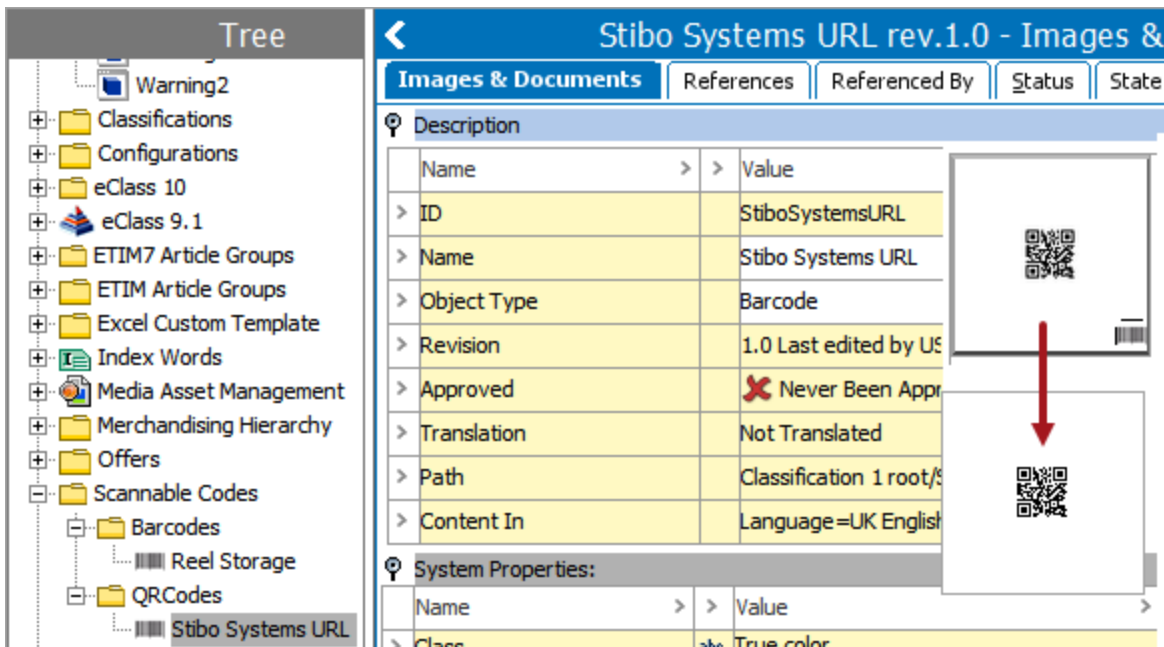 Tree
Warning2
Classifications
Configurations
eClass 10
eClass 9.1
ETIM7 Article Groups
ETIM Article Groups
Excel Custom Template
Index Words
Media Asset Management
Merchandising Hierarchy
Offers
Scannable Codes
Barcodes
Reel Storage
QRCodes
Stibo Systems URL
Stibo Systems URL rev.1.0 - Images &
Images & Documents References Referenced By Status State
Description
Name > > Value
> ID StiboSystemsURL
> Name Stibo Systems URL
> Object Type Barcode
> Revision 1.0 Last edited by US
> Approved Never Been Appr
> Translation Not Translated
> Path Classification 1 root/S
> Content In Language=UK English
System Properties:
Name > > Value >
> Class abc True color